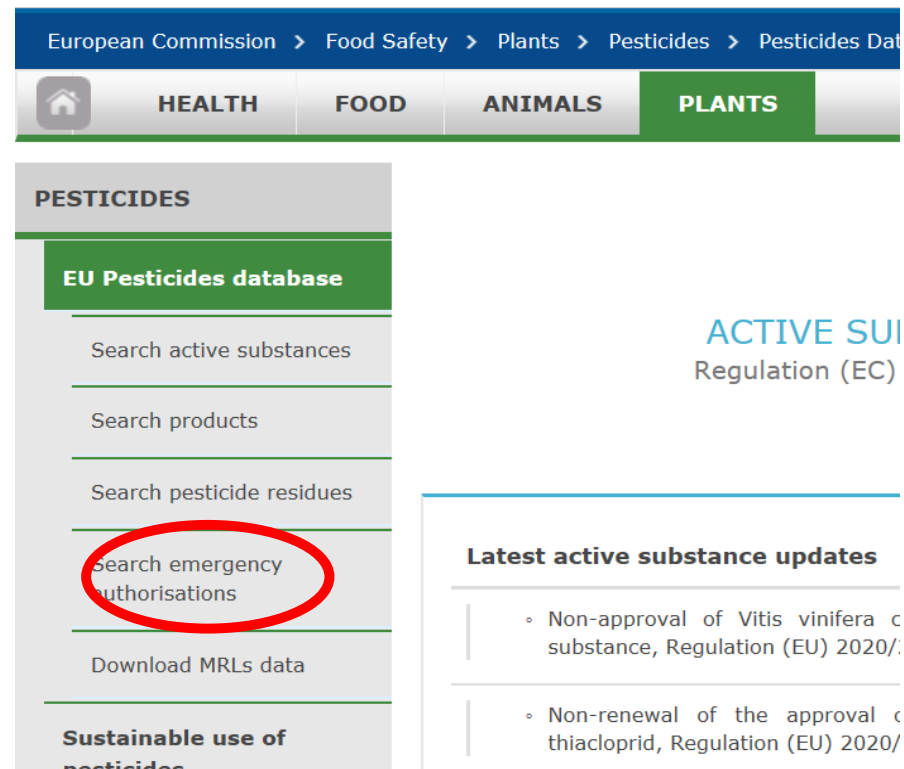 European Commission > Food Safety > Plants > Pesticides > Pesticides
HEALTH FOOD ANIMALS PLANTS
PESTICIDES
EU Pesticides database
Search active substances
Search products
Search pesticide residues
Search emergency
authorisations
Download MRLs data
Sustainable use of
pesticides
ACTIVE
Regulation (EC)
Latest active substance updates
◦ Non-approval of Vitis vinifera
substance, Regulation (EU) 2020/
◦ Non-renewal of the approval
thiacloprid, Regulation (EU) 2020/